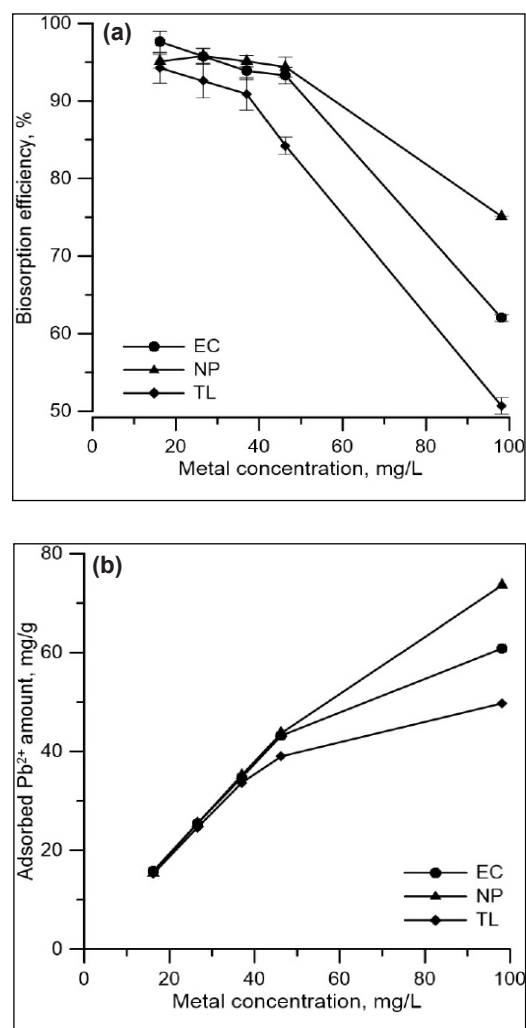 (a)
Biosorption efficiency, %
100
90
80
70
60
50
EC
NP
TL
0 20 40 60 80 100
Metal concentration, mg/L
(b)
Adsorbed Pb²⁺ amount, mg/g
80
60
40
20
0
EC
NP
TL
0 20 40 60 80 100
Metal concentration, mg/L